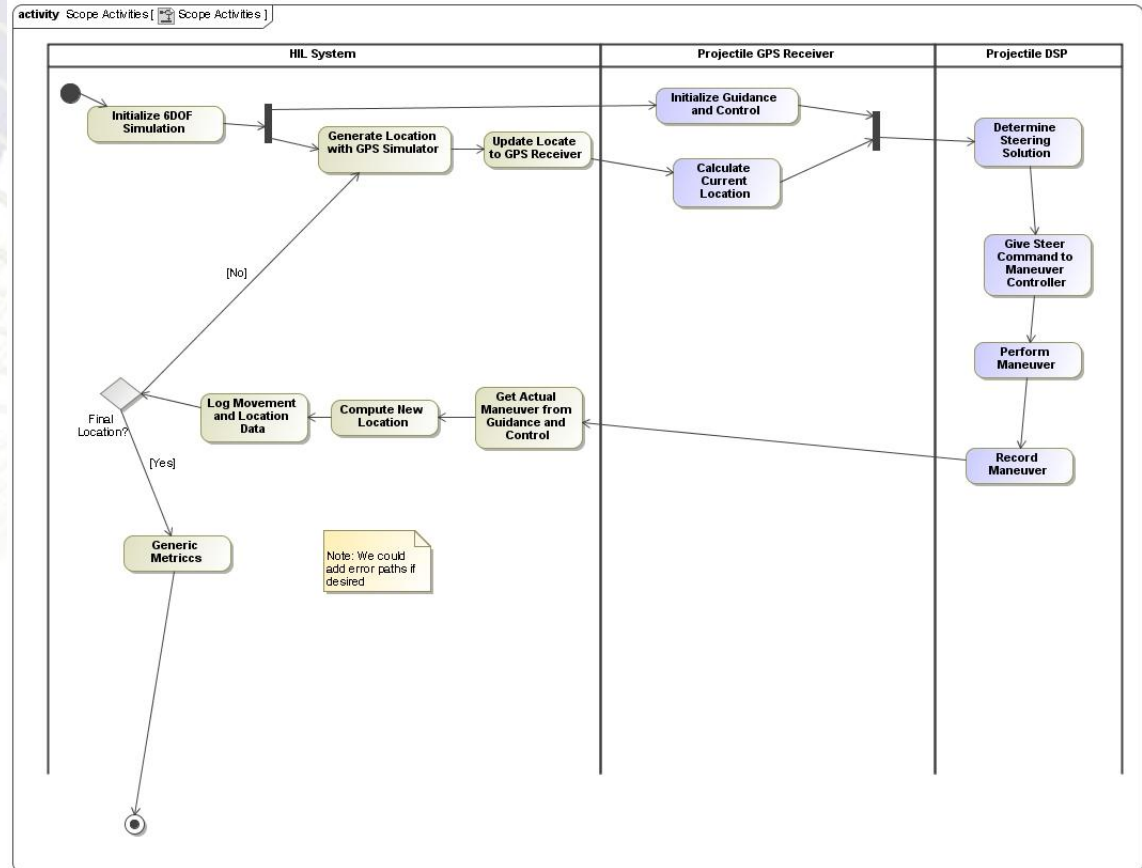 activity Scope Activities [ Scope Activities ]
HIL System
Projectile GPS Receiver
Projectile DSP
Initialize 6DOF
Simulation
Generate Location
with GPS Simulator
Update Locate
to GPS Receiver
Initialize Guidance
and Control
Calculate
Current
Location
Determine
Steering
Solution
Give Steer
Command to
Maneuver
Controller
Perform
Maneuver
Record
Maneuver
[No]
Get Actual
Maneuver from
Guidance and
Control
Compute New
Location
Log Movement
and Location
Data
Final
Location?
[Yes]
Generic
Metriccs
Note: We could
add error paths if
desired